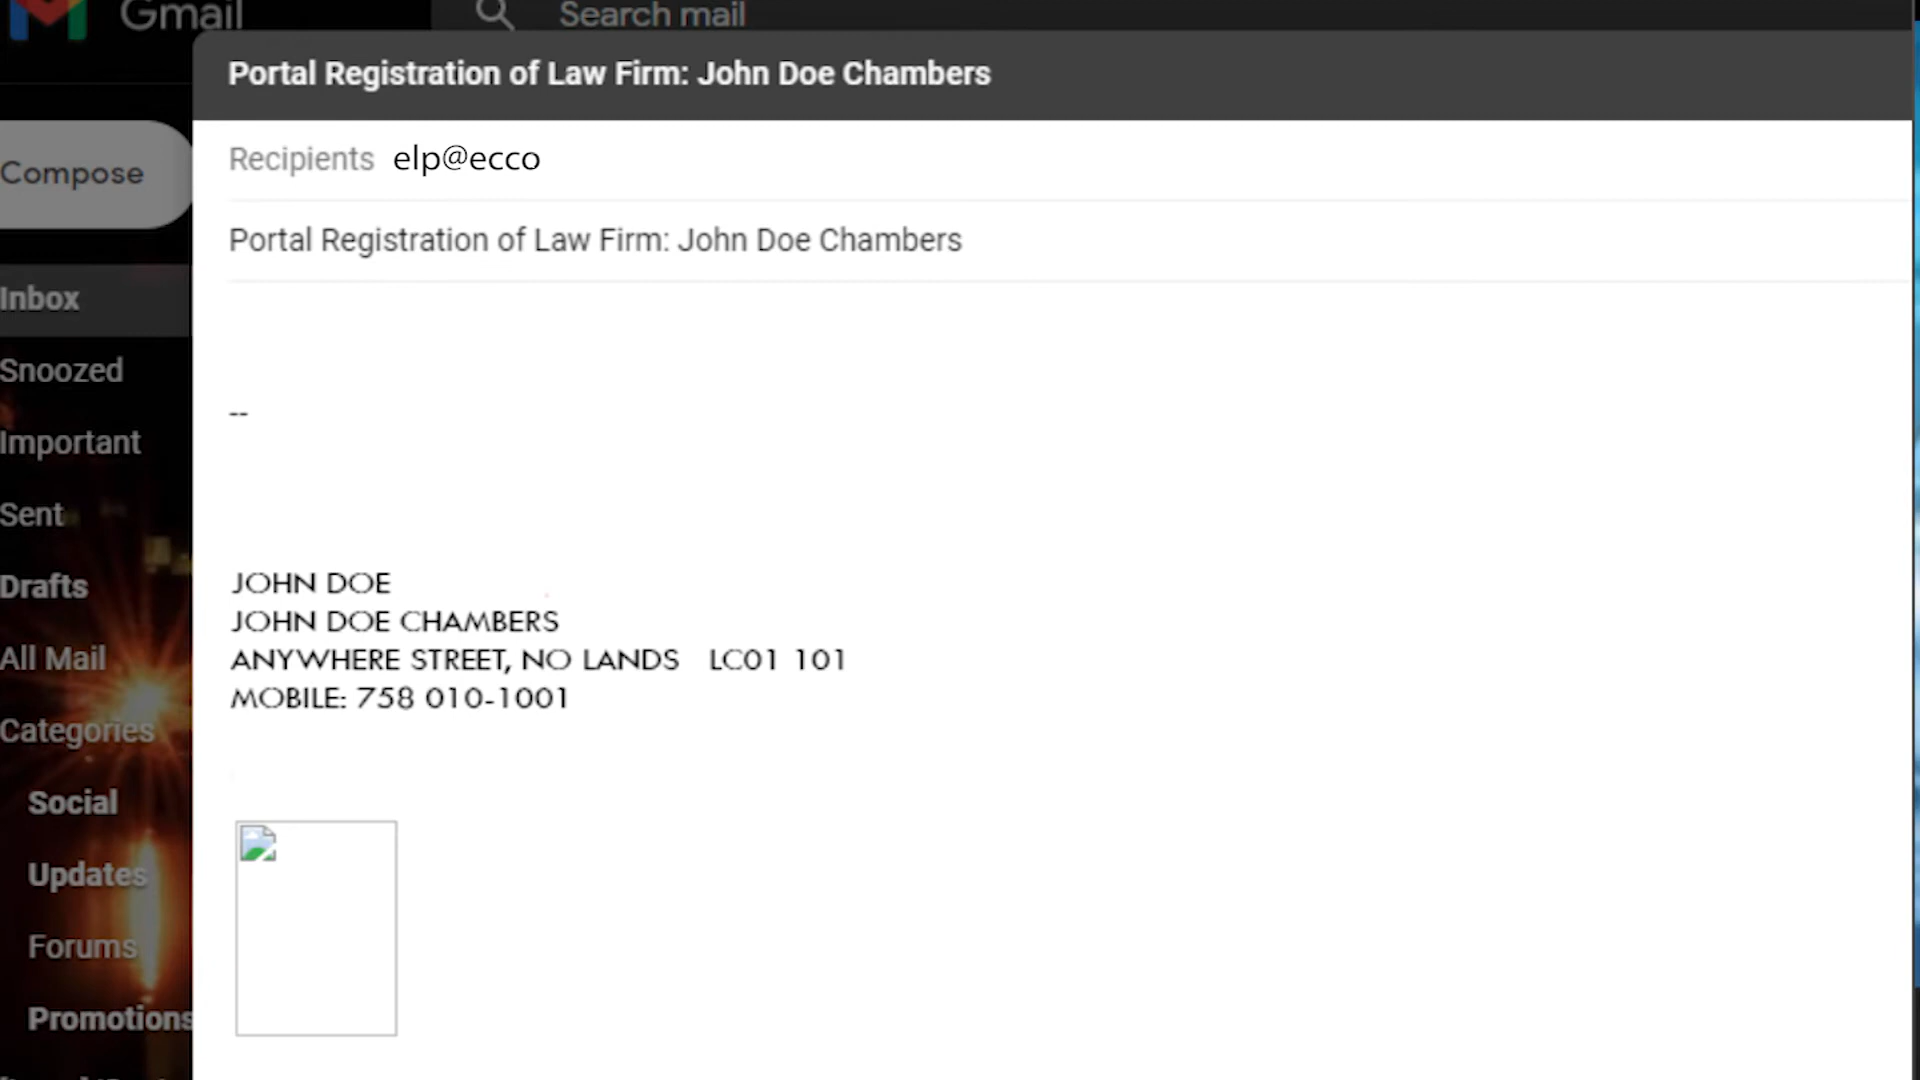 Gmail
Search mail
Portal Registration of Law Firm: John Doe Chambers
Recipients elp@ecco
Compose
Portal Registration of Law Firm: John Doe Chambers
Inbox
Snoozed
--
Important
Sent
Drafts
JOHN DOE
JOHN DOE CHAMBERS
ANYWHERE STREET, NO LANDS LC01 101
MOBILE: 758 010-1001
All Mail
Categories
Social
Updates
Forums
Promotions